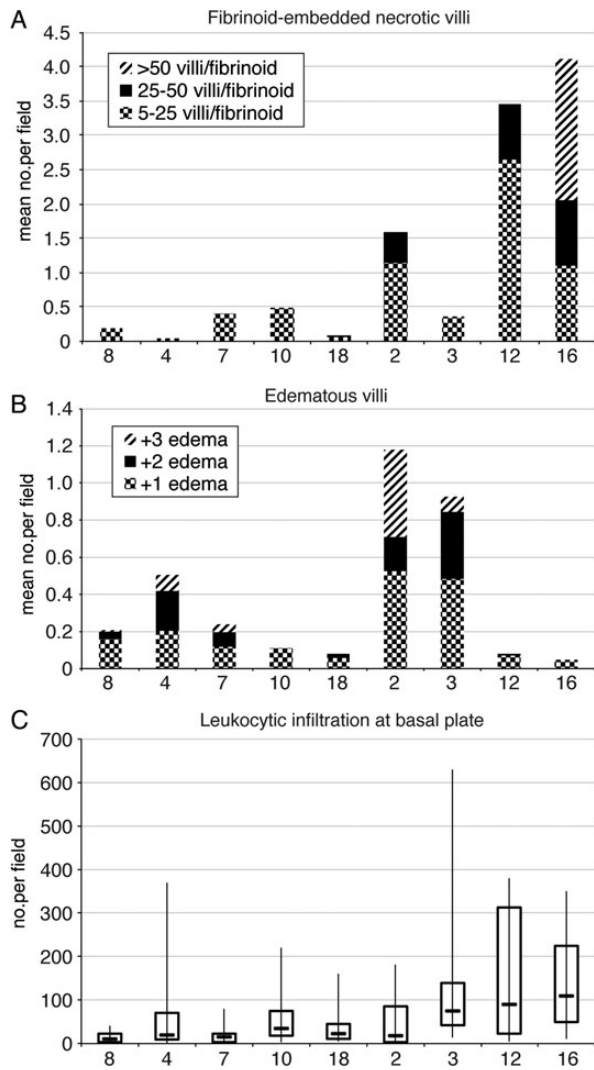 A
Fibrinoid-embedded necrotic villi
4.5
4.0
3.5
3.0
2.5
2.0
1.5
1.0
0.5
0
mean no.per field
>50 villi/fibrinoid
25-50 villi/fibrinoid
5-25 villi/fibrinoid
8 4 7 10 18 2 3 12 16
B
Edematous villi
1.4
1.2
1.0
0.8
0.6
0.4
0.2
0
mean no.per field
+3 edema
+2 edema
+1 edema
8 4 7 10 18 2 3 12 16
C
Leukocytic infiltration at basal plate
700
600
500
400
300
200
100
0
no.per field
8 4 7 10 18 2 3 12 16